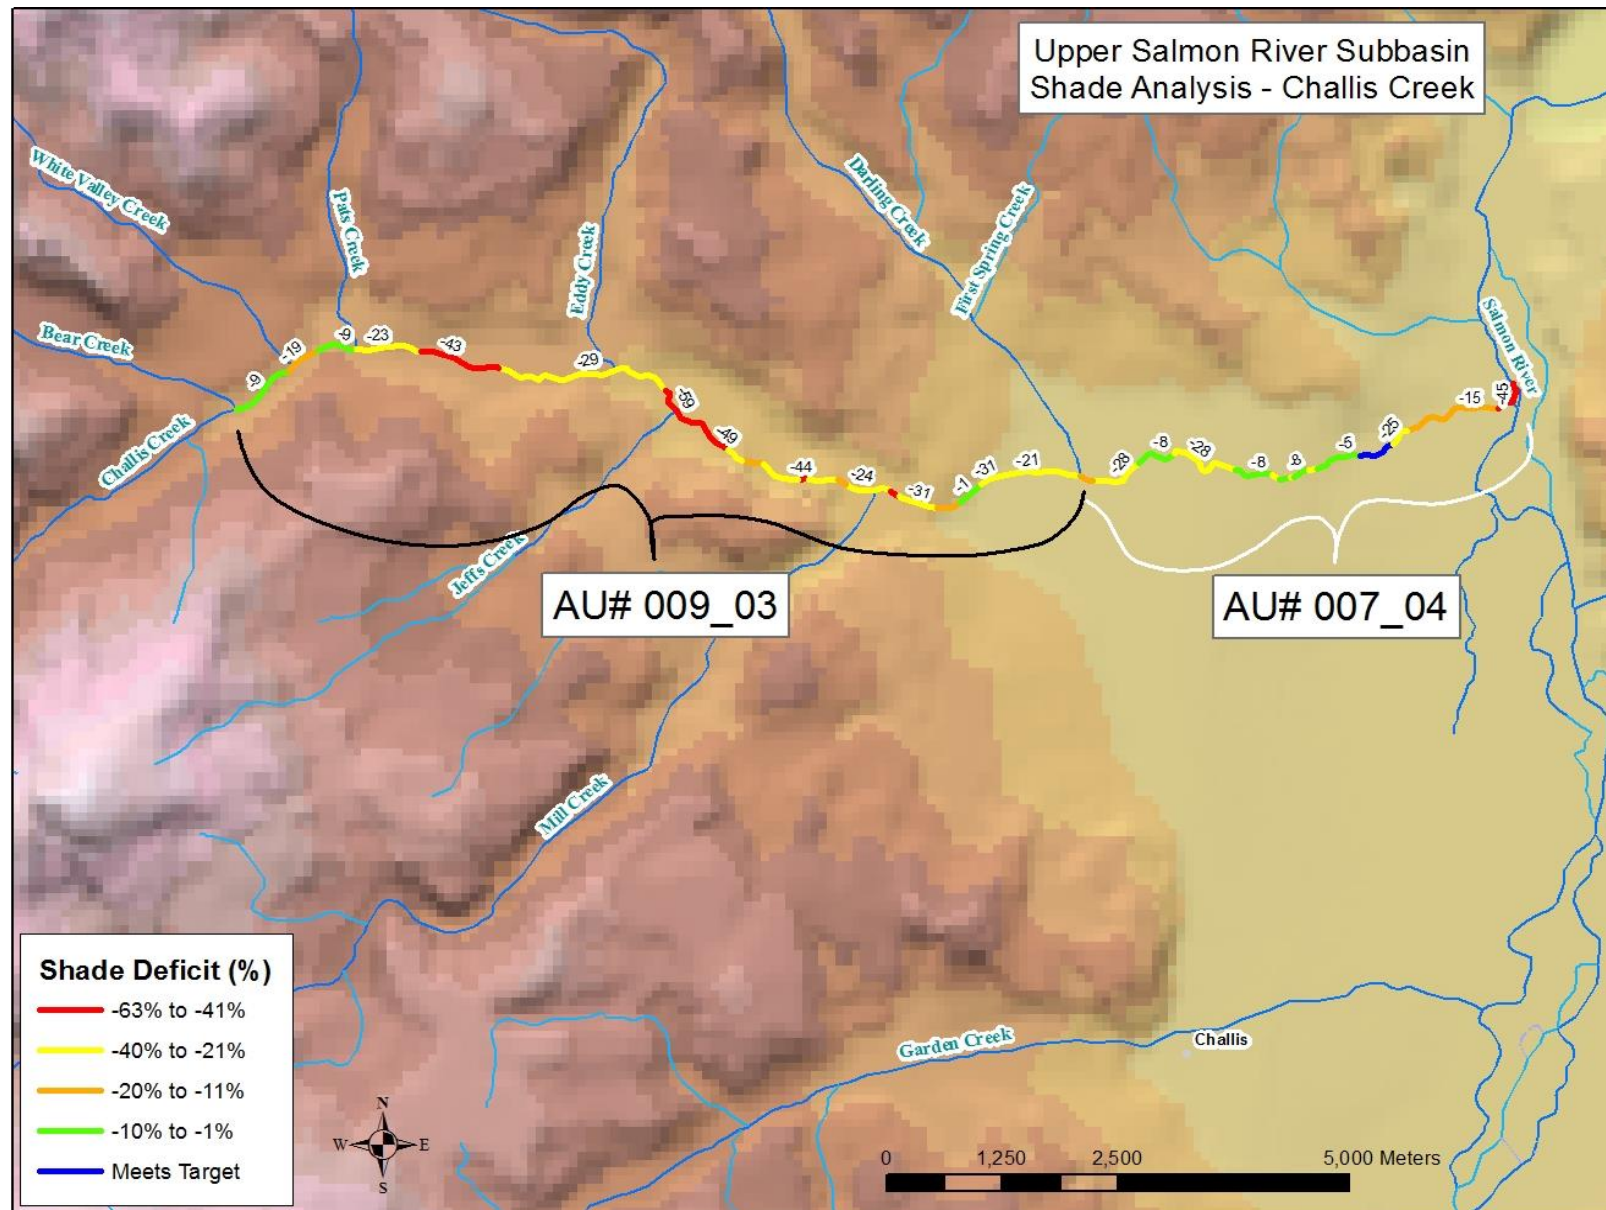 Upper Salmon River Subbasin
Shade Analysis - Challis Creek
White Valley Creek
Pats Creek
Eddy Creek
Darling Creek
First Spring Creek
Salmon River
Bear Creek
Challis Creek
-9
-19
-9
-23
-43
-29
-59
-49
-44
-24
-31
-1
-31
-21
-28
-8
-28
-8
-8
-5
-25
-15
-45
Jeffs Creek
AU# 009_03
AU# 007_04
Mill Creek
Garden Creek
Challis
Shade Deficit (%)
-63% to -41%
-40% to -21%
-20% to -11%
-10% to -1%
Meets Target
N
W
E
S
0 1,250 2,500 5,000 Meters